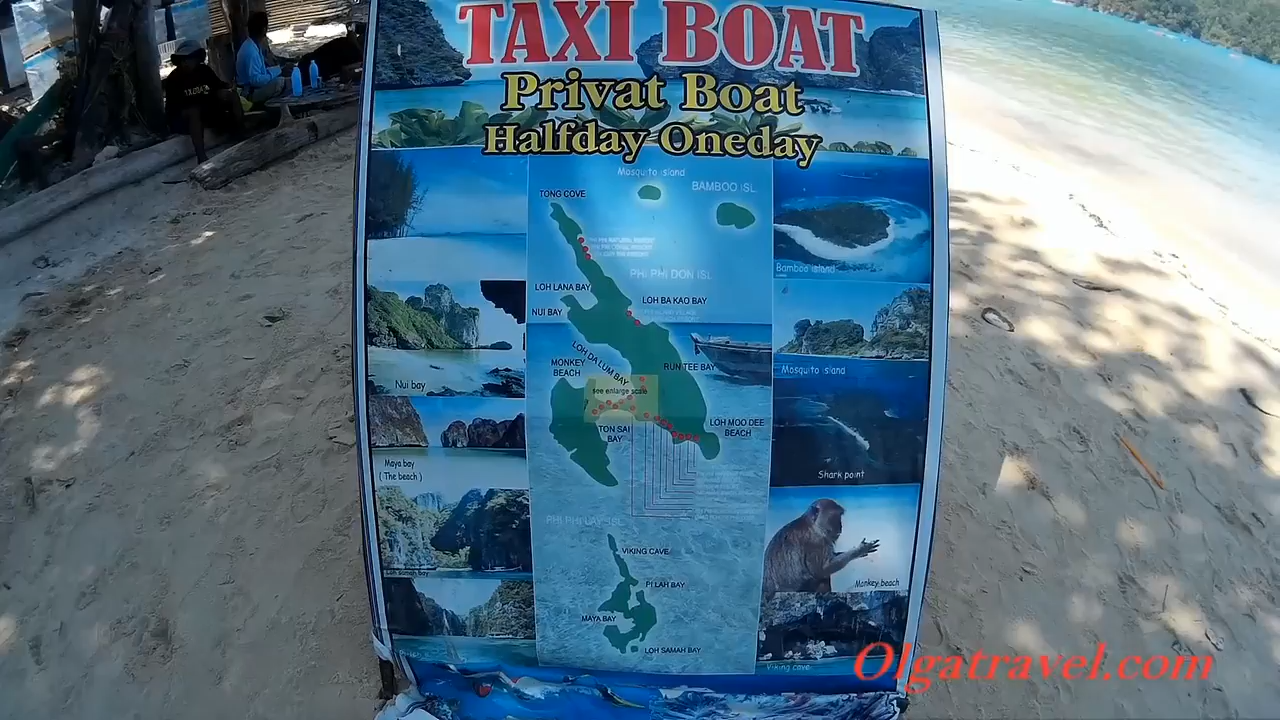 TAXI BOAT
Privat Boat
Halfday Oneday
Mosquito island
BAMBOO ISL.
TONG COVE
Bamboo island
PHI PHI DON ISL
LOH LANA BAY
LOH BA KAO BAY
NUI BAY
LOH DA LUM BAY
MONKEY
BEACH
RUN TEE BAY
Mosquito island
Nui bay
see enlarge scale
TON SAI
BAY
LOH MOO DEE
BEACH
Maya bay
( The beach )
Shark point
PHI PHI LAY ISL
VIKING CAVE
PI LAH BAY
Monkey beach
MAYA BAY
LOH SAMAH BAY
Viking cave
Olgatravel.com